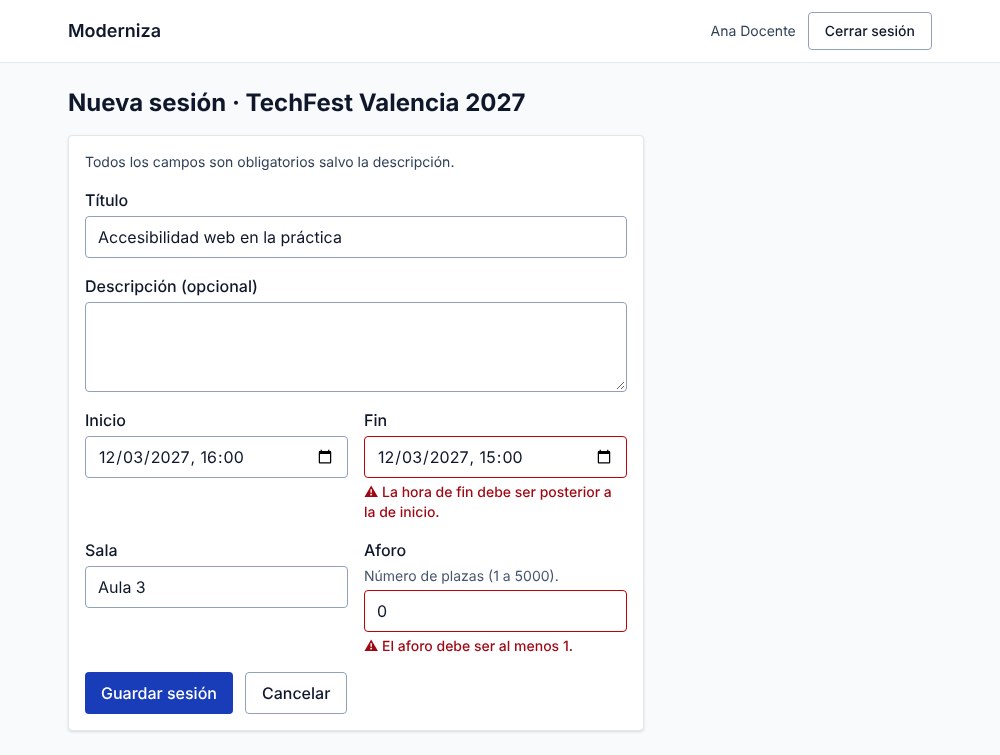 Moderniza
Ana Docente
Cerrar sesión
Nueva sesión · TechFest Valencia 2027
Todos los campos son obligatorios salvo la descripción.
Título
Accesibilidad web en la práctica
Descripción (opcional)
Inicio
12/03/2027, 16:00
Fin
12/03/2027, 15:00
⚠ La hora de fin debe ser posterior a
la de inicio.
Sala
Aula 3
Aforo
Número de plazas (1 a 5000).
0
⚠ El aforo debe ser al menos 1.
Guardar sesión
Cancelar